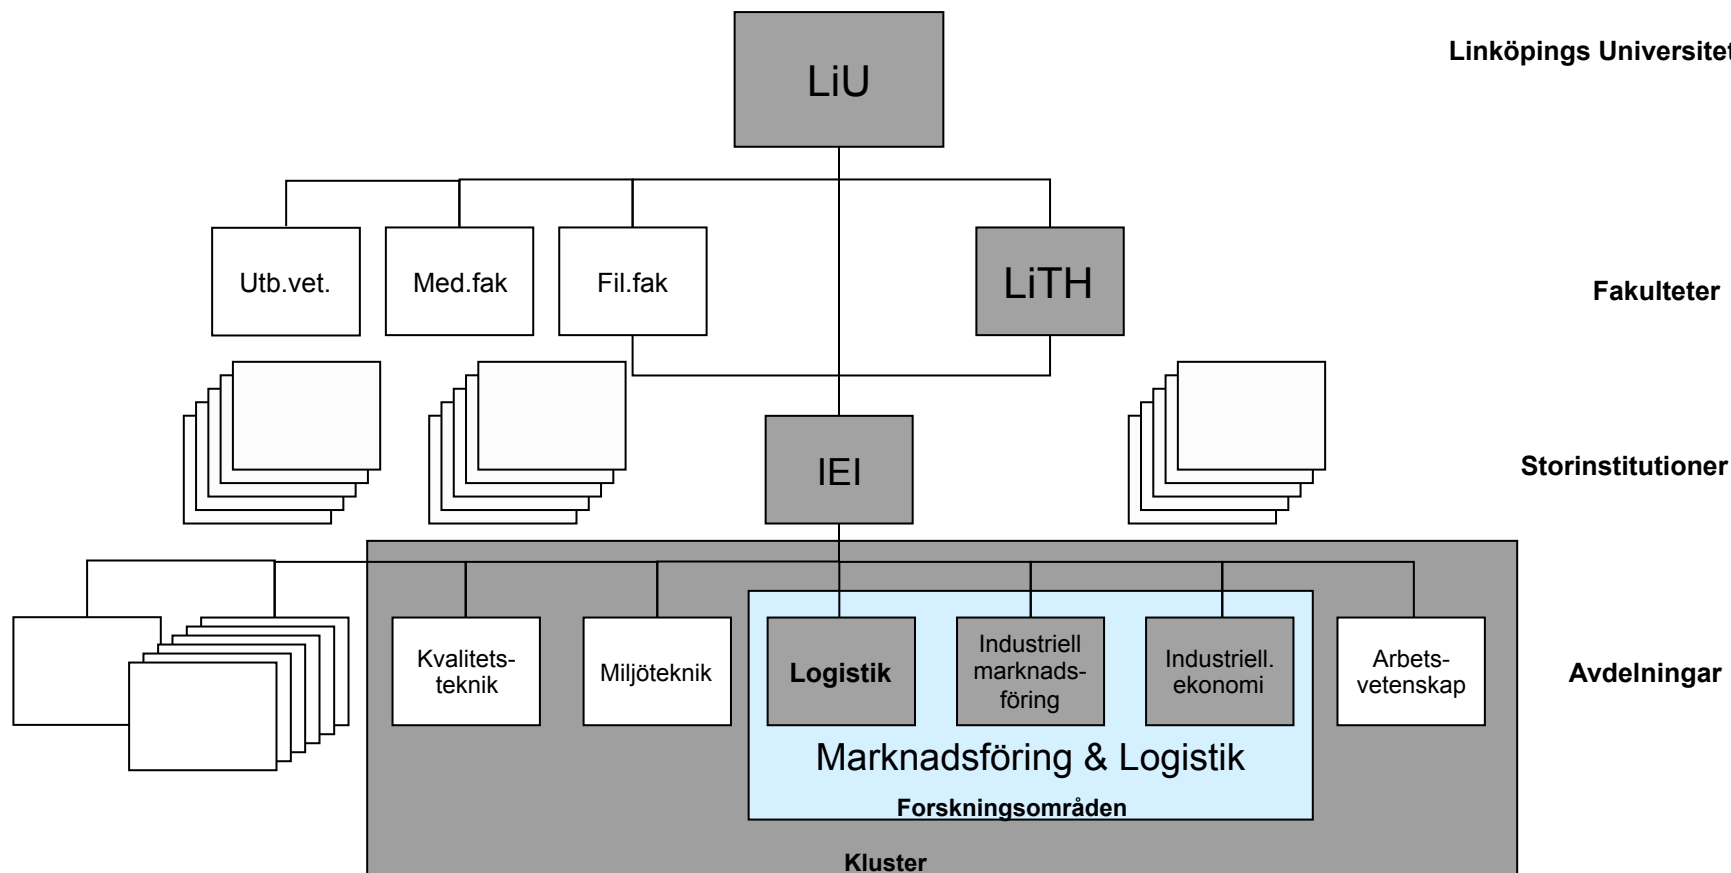 LiU
Linköpings Universitet
Utb.vet.
Med.fak
Fil.fak
LiTH
Fakulteter
IEI
Storinstitutioner
Kvalitets-
teknik
Miljöteknik
Logistik
Industriell
marknads-
föring
Industriell.
ekonomi
Arbets-
vetenskap
Avdelningar
Marknadsföring & Logistik
Forskningsområden
Kluster